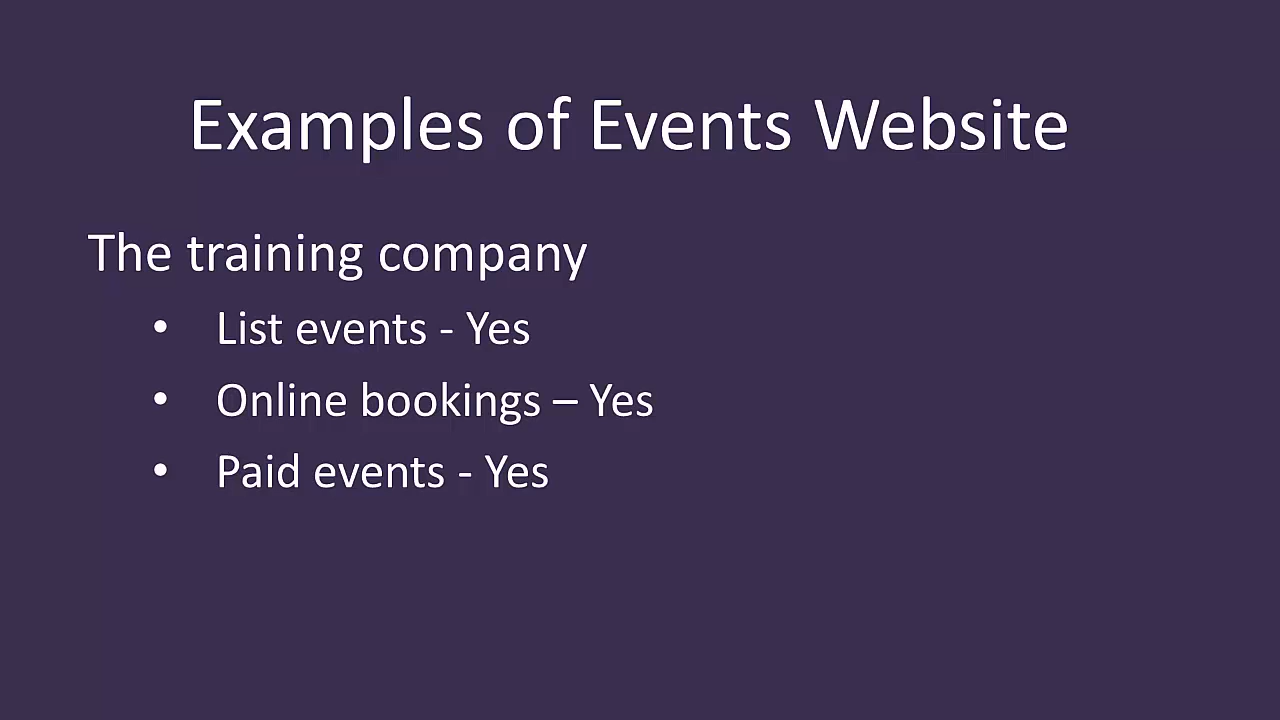 Examples of Events Website
The training company
• List events - Yes
• Online bookings – Yes
• Paid events - Yes